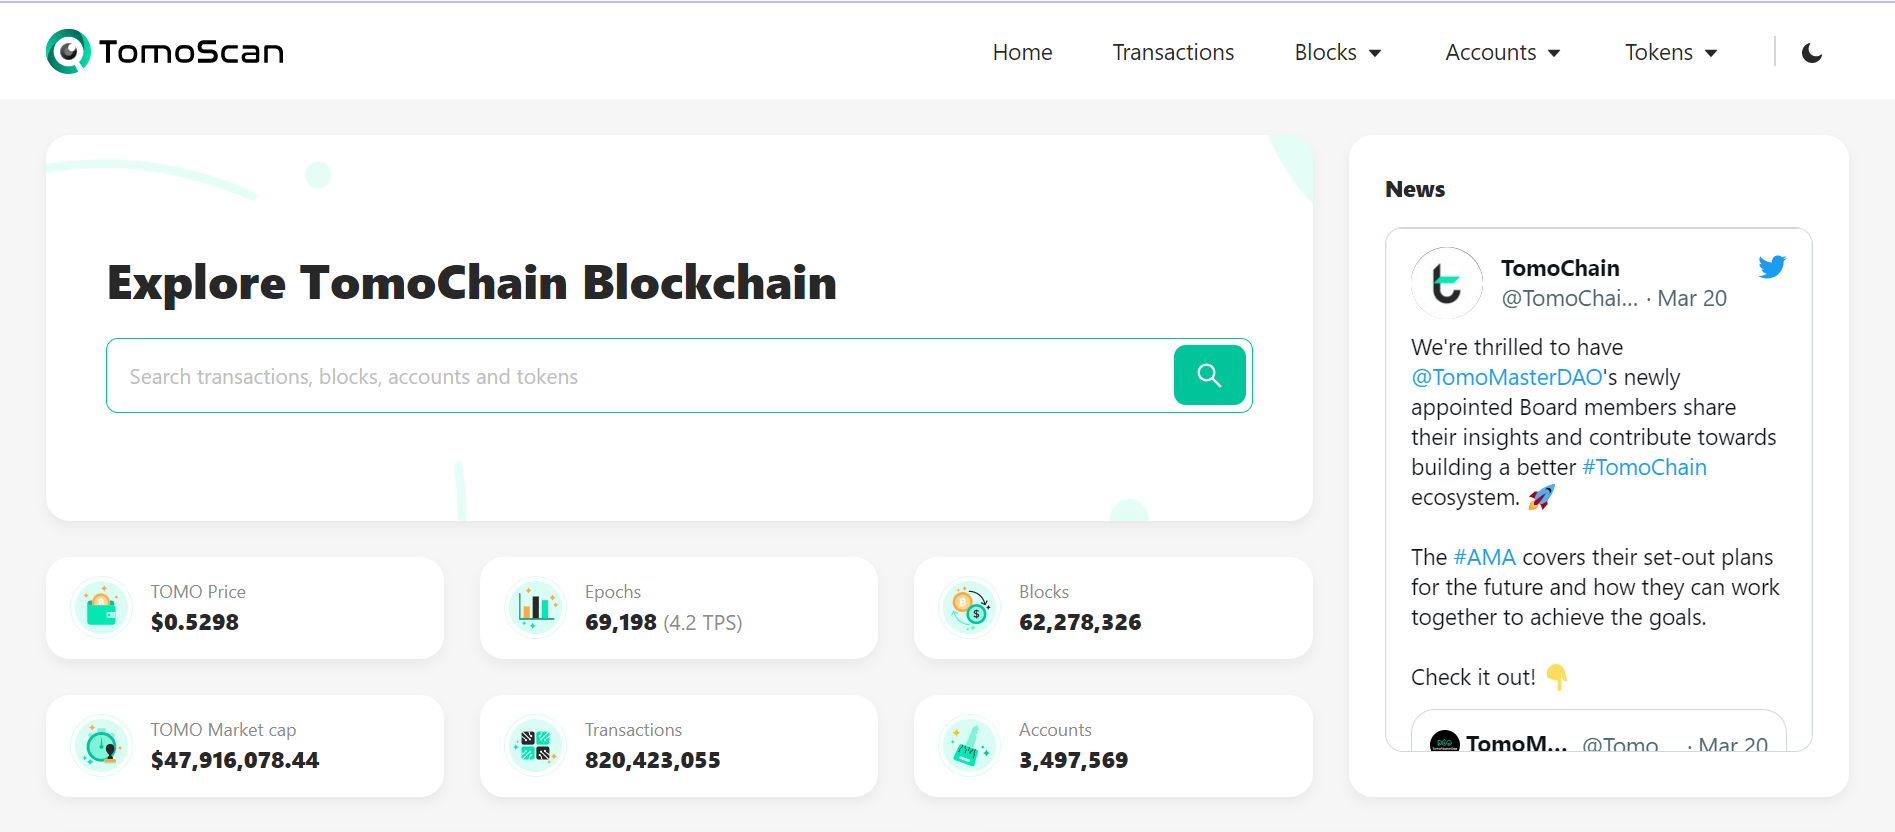 TomoScan
Home
Transactions
Blocks
Accounts
Tokens
Explore TomoChain Blockchain
Search transactions, blocks, accounts and tokens
TOMO Price
$0.5298
Epochs
69,198 (4.2 TPS)
Blocks
62,278,326
TOMO Market cap
$47,916,078.44
Transactions
820,423,055
Accounts
3,497,569
News
TomoChain
@TomoChai... · Mar 20
We're thrilled to have
@TomoMasterDAO's newly
appointed Board members share
their insights and contribute towards
building a better #TomoChain
ecosystem. 🚀
The #AMA covers their set-out plans
for the future and how they can work
together to achieve the goals.
Check it out! 👇
TomoM... @Tomo... · Mar 20